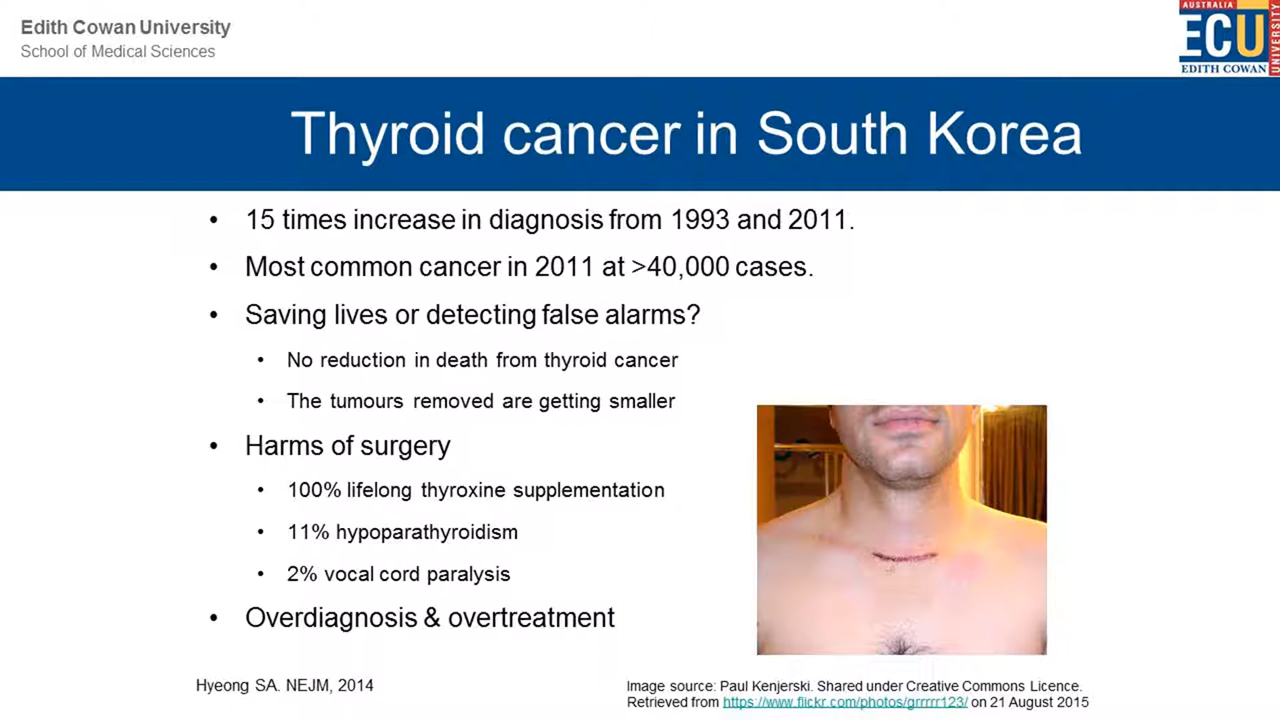 Edith Cowan University
School of Medical Sciences
AUSTRALIA
ECU
EDITH COWAN
UNIVERSITY
Thyroid cancer in South Korea
• 15 times increase in diagnosis from 1993 and 2011.
• Most common cancer in 2011 at >40,000 cases.
• Saving lives or detecting false alarms?
• No reduction in death from thyroid cancer
• The tumours removed are getting smaller
• Harms of surgery
• 100% lifelong thyroxine supplementation
• 11% hypoparathyroidism
• 2% vocal cord paralysis
• Overdiagnosis & overtreatment
Hyeong SA. NEJM, 2014
Image source: Paul Kenjerski. Shared under Creative Commons Licence.
Retrieved from https://www.flickr.com/photos/grrrrr123/ on 21 August 2015